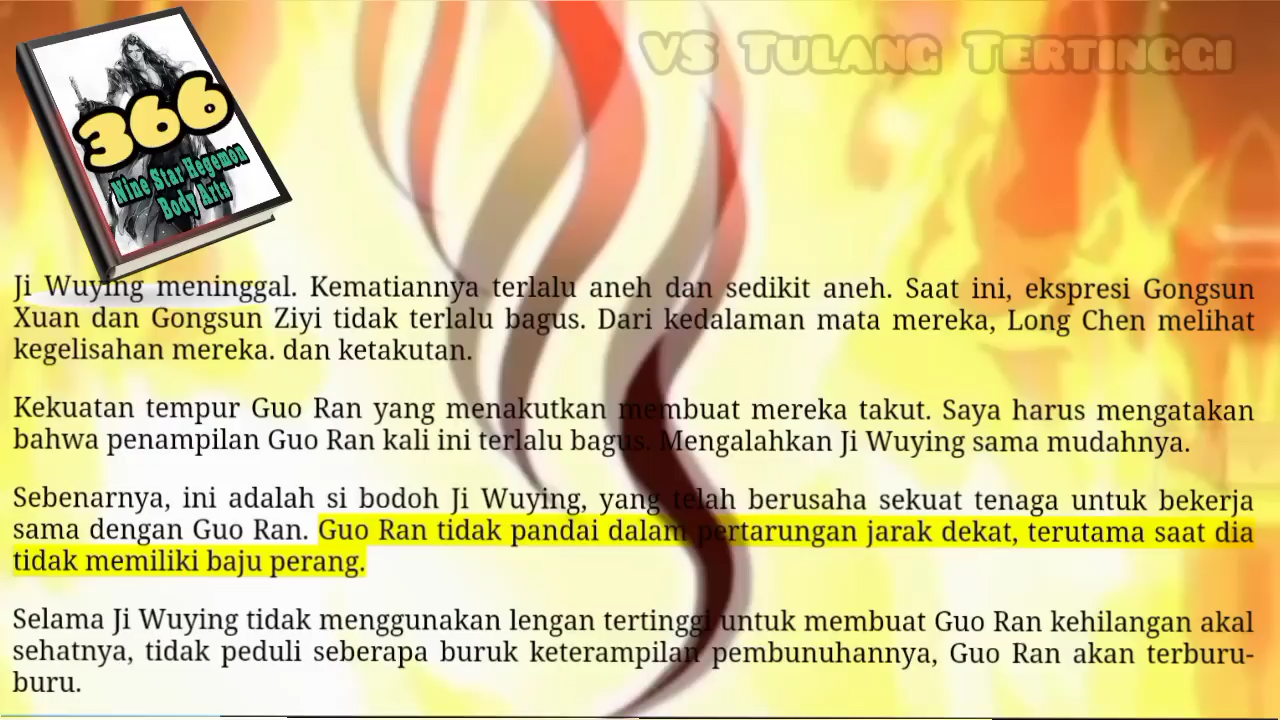 VS Tulang Tertinggi
366
Nine Star Hegemon
Body Arts
Ji Wuying meninggal. Kematiannya terlalu aneh dan sedikit aneh. Saat ini, ekspresi Gongsun
Xuan dan Gongsun Ziyi tidak terlalu bagus. Dari kedalaman mata mereka, Long Chen melihat
kegelisahan mereka. dan ketakutan.
Kekuatan tempur Guo Ran yang menakutkan membuat mereka takut. Saya harus mengatakan
bahwa penampilan Guo Ran kali ini terlalu bagus. Mengalahkan Ji Wuying sama mudahnya.
Sebenarnya, ini adalah si bodoh Ji Wuying, yang telah berusaha sekuat tenaga untuk bekerja
sama dengan Guo Ran. Guo Ran tidak pandai dalam pertarungan jarak dekat, terutama saat dia
tidak memiliki baju perang.
Selama Ji Wuying tidak menggunakan lengan tertinggi untuk membuat Guo Ran kehilangan akal
sehatnya, tidak peduli seberapa buruk keterampilan pembunuhannya, Guo Ran akan terburu-
buru.